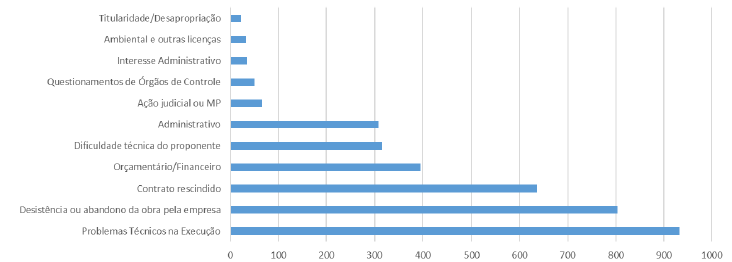 Titularidade/Desapropriação
Ambiental e outras licenças
Interesse Administrativo
Questionamentos de Órgãos de Controle
Ação judicial ou MP
Administrativo
Dificuldade técnica do proponente
Orçamentário/Financeiro
Contrato rescindido
Desistência ou abandono da obra pela empresa
Problemas Técnicos na Execução
0 100 200 300 400 500 600 700 800 900 1000